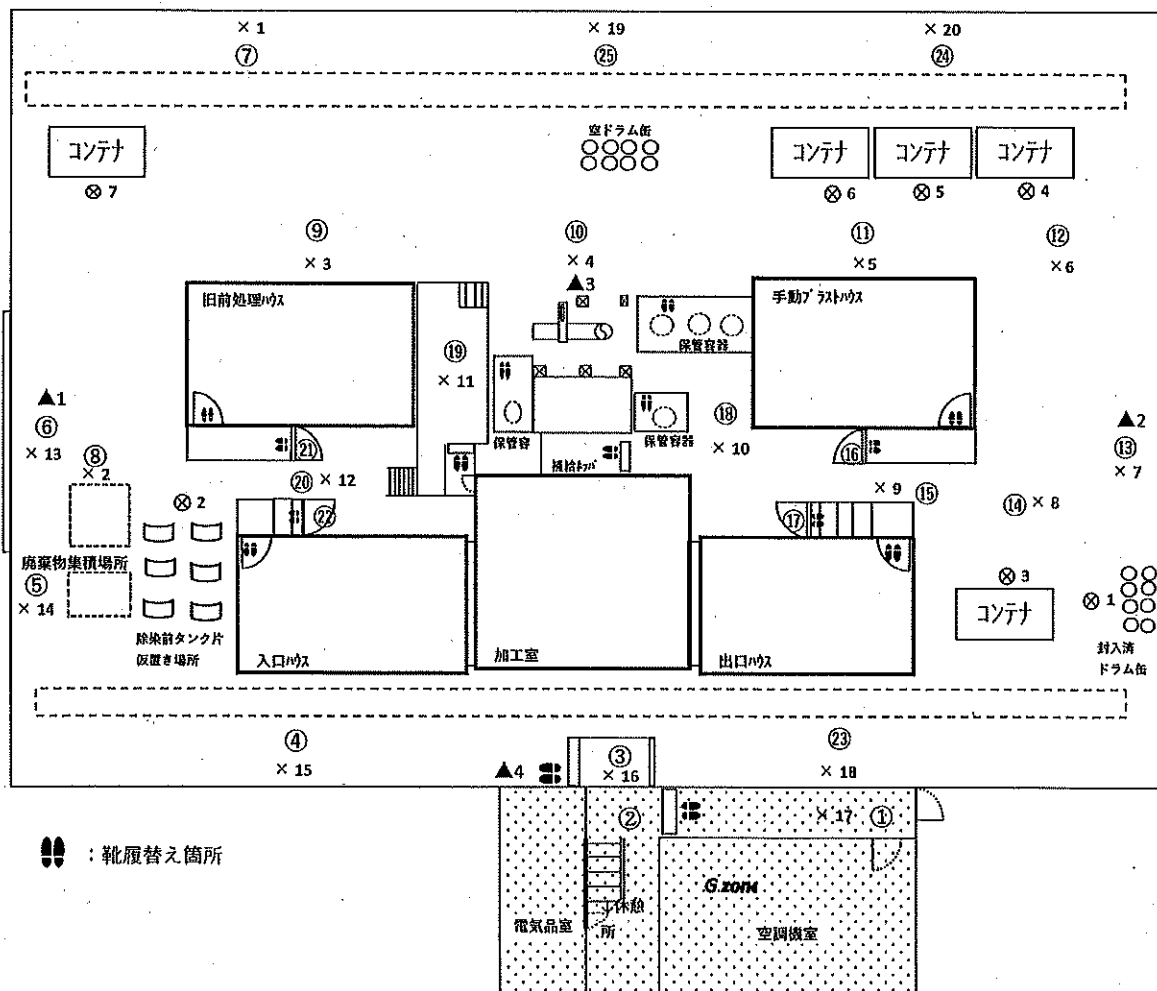 × 1
× 19
× 20
⑦
㉕
㉔
コンテナ
空ドラム缶
コンテナ
コンテナ
コンテナ
⊗ 7
⊗ 6
⊗ 5
⊗ 4
⑨
⑩
⑪
⑫
× 3
× 4
× 5
× 6
▲3
旧前処理ハウス
手動ブラストハウス
保管容器
⑲
× 11
▲1
⑥
× 13
⑧
× 2
⑱
× 10
保管容
保管容器
▲2
⑬
× 7
㉑
⑯
⑳ × 12
× 9 ⑮
⑭ × 8
⊗ 2
㉒
⑰
廃棄物集積場所
⑤
× 14
⊗ 3
⊗ 1
コンテナ
除染前タンク片
仮置き場所
入口ハウス
加工室
出口ハウス
封入済
ドラム缶
④
× 15
▲4
③
× 16
㉓
× 18
②
× 17 ①
：靴履替え箇所
G zone
電気品室
休憩
所
空調機室